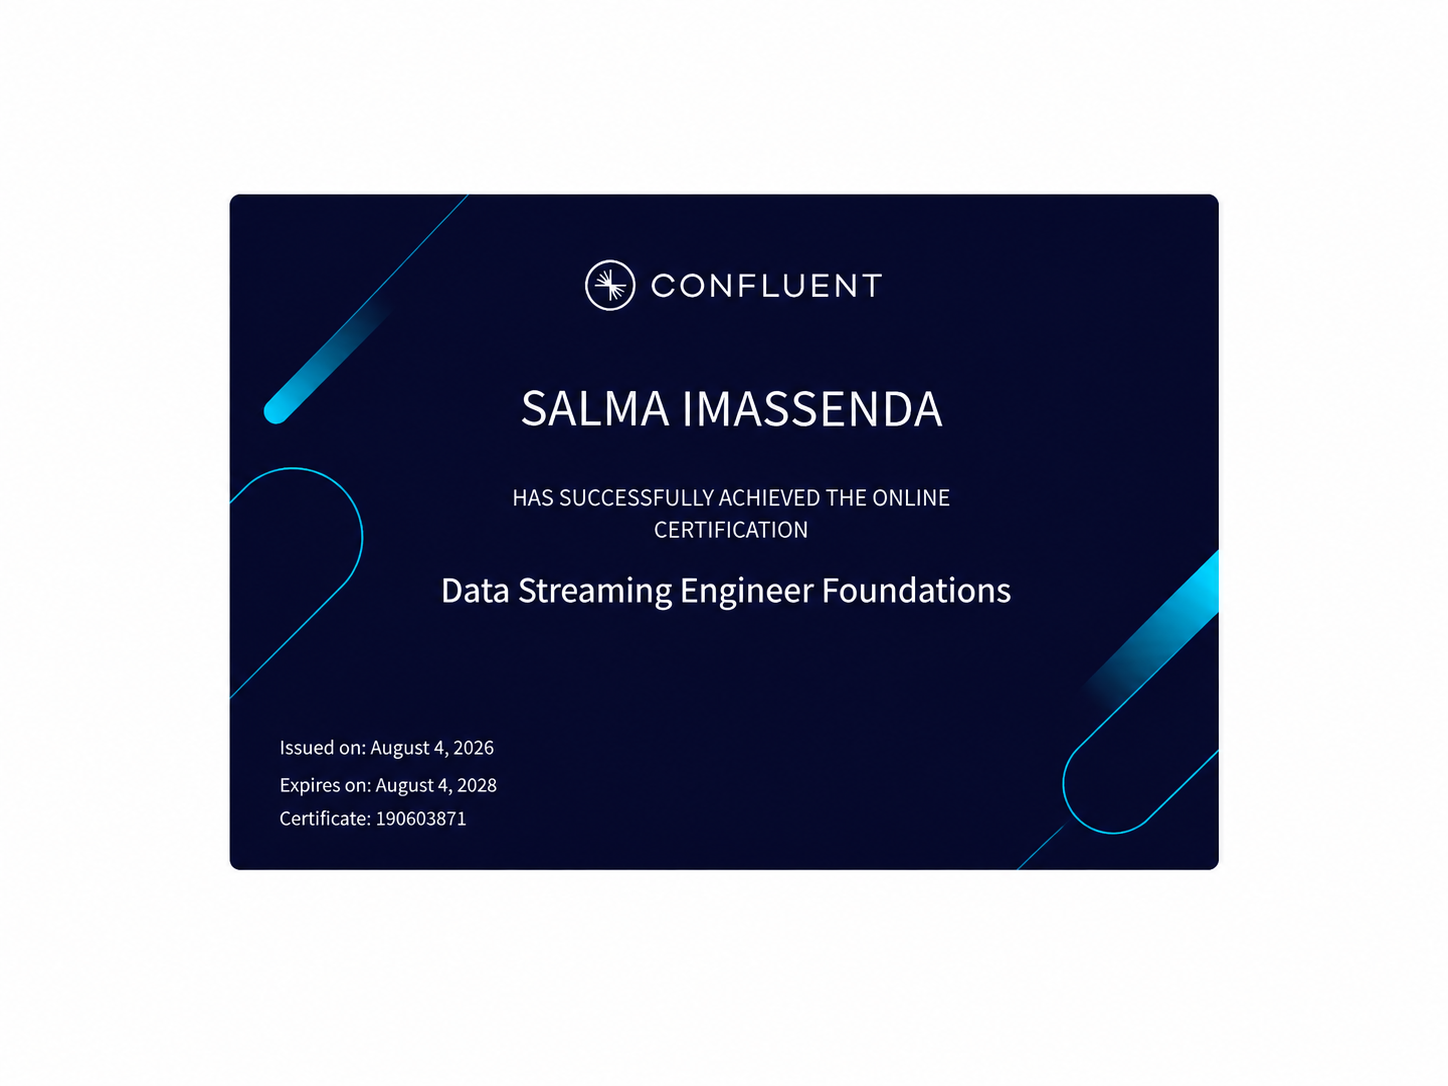 CONFLUENT
SALMA IMASSENDA
HAS SUCCESSFULLY ACHIEVED THE ONLINE
CERTIFICATION
Data Streaming Engineer Foundations
Issued on: August 4, 2026
Expires on: August 4, 2028
Certificate: 190603871